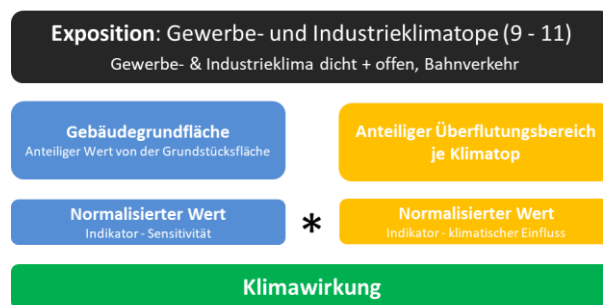 Exposition: Gewerbe- und Industrieklimatope (9 - 11)
Gewerbe- & Industrieklima dicht + offen, Bahnverkehr
Gebäudegrundfläche
Anteiliger Wert von der Grundstücksfläche
Anteiliger Überflutungsbereich
je Klimatop
Normalisierter Wert
Indikator - Sensitivität
*
Normalisierter Wert
Indikator - klimatischer Einfluss
Klimawirkung